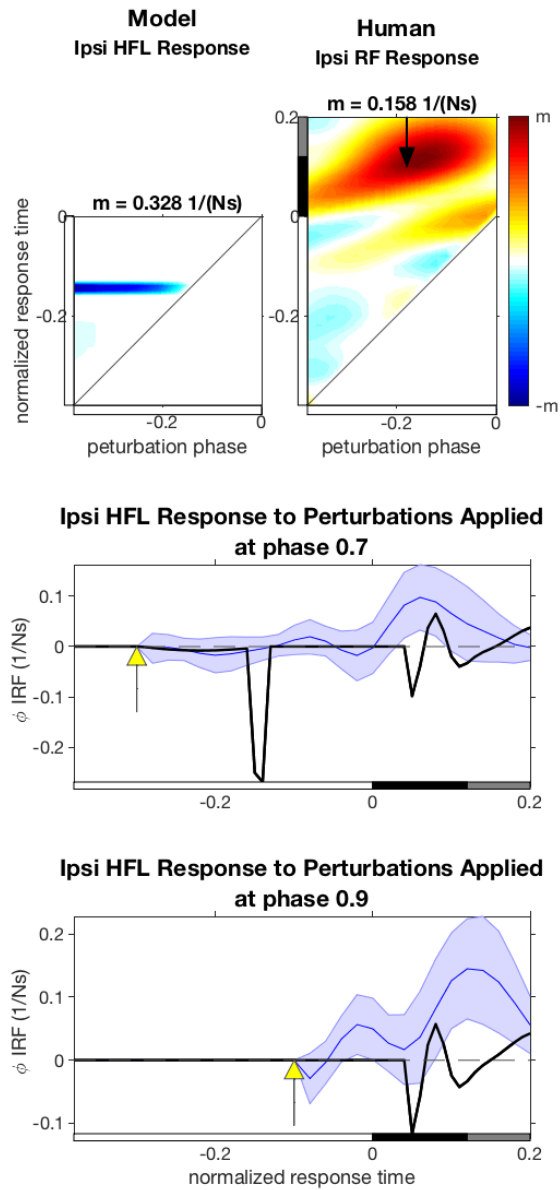 Model
Ipsi HFL Response
Human
Ipsi RF Response
m = 0.328 1/(Ns)
m = 0.158 1/(Ns)
normalized response time
0
-0.2
-0.2
0
peturbation phase
0.2
0
-0.2
-0.2
0
peturbation phase
m
-m
Ipsi HFL Response to Perturbations Applied
at phase 0.7
ϕ IRF (1/Ns)
0.1
0
-0.1
-0.2
-0.2
0
0.2
Ipsi HFL Response to Perturbations Applied
at phase 0.9
ϕ IRF (1/Ns)
0.2
0.1
0
-0.1
-0.2
0
0.2
normalized response time